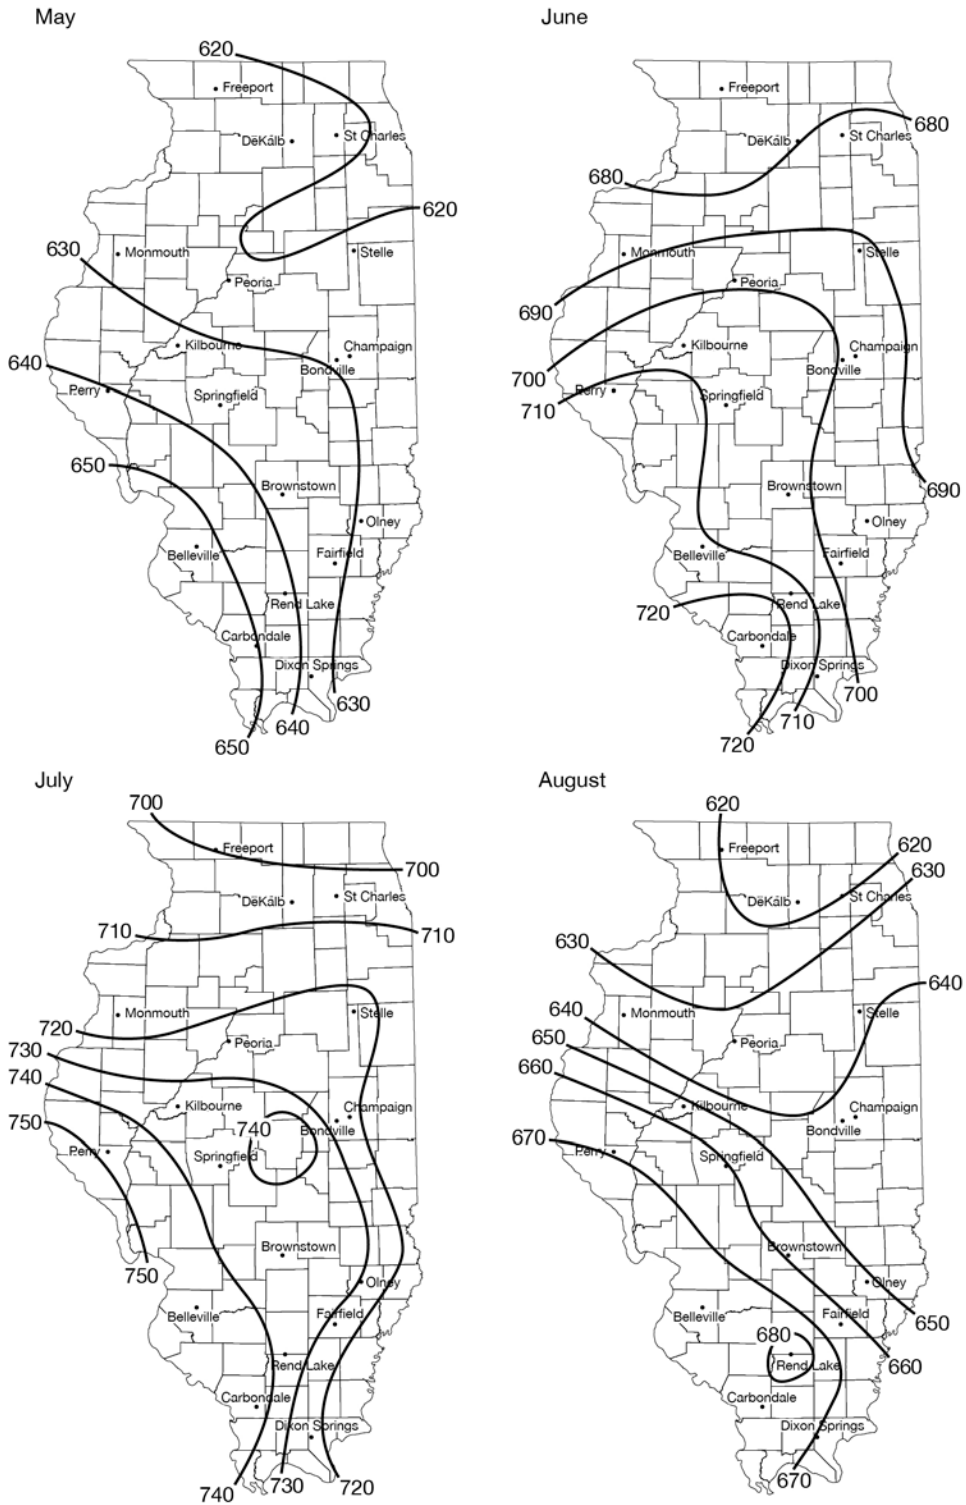 May
620
Freeport
DeKalb
St Charles
620
630
Monmouth
Stelle
Peoria
Kilbourne
Champaign
Bondville
640
Perry
Springfield
650
Brownstown
Olney
Belleville
Fairfield
Rend Lake
Carbondale
Dixon Springs
630
640
650
June
Freeport
680
DeKalb
St Charles
680
Monmouth
Stelle
Peoria
690
Kilbourne
Champaign
Bondville
700
Perry
Springfield
710
Brownstown
690
Olney
Belleville
Fairfield
720
Rend Lake
Carbondale
Dixon Springs
700
710
720
July
700
Freeport
700
DeKalb
St Charles
710
710
Monmouth
Stelle
720
Peoria
730
740
Kilbourne
Champaign
750
740
Bondville
Perry
Springfield
Brownstown
750
Olney
Belleville
Fairfield
Rend Lake
Carbondale
Dixon Springs
730
720
740
August
620
Freeport
620
630
DeKalb
St Charles
630
640
640
Monmouth
Stelle
650
Peoria
660
Kilbourne
Champaign
Bondville
670
Perry
Springfield
Brownstown
Olney
Belleville
Fairfield
650
680
Rend Lake
660
Carbondale
Dixon Springs
670